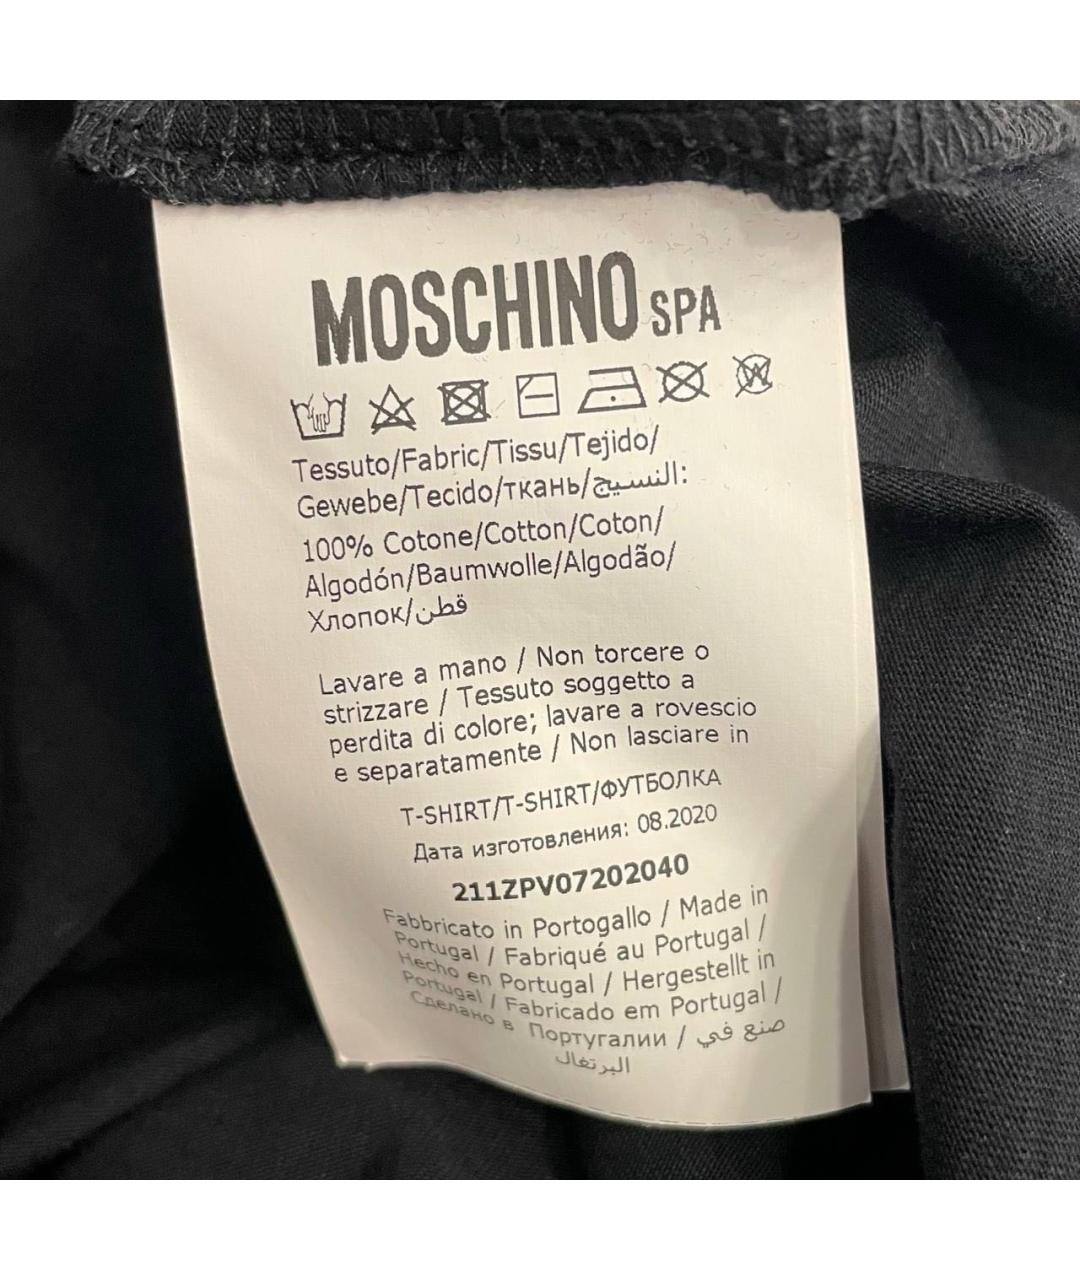 MOSCHINO SPA
Tessuto/Fabric/Tissu/Tejido/
Gewebe/Tecido/ткань/النسيج:
100% Cotone/Cotton/Coton/
Algodón/Baumwolle/Algodão/
Хлопок/قطن
Lavare a mano / Non torcere o
strizzare / Tessuto soggetto a
perdita di colore; lavare a rovescio
e separatamente / Non lasciare in
T-SHIRT/T-SHIRT/ФУТБОЛКА
Дата изготовления: 08.2020
211ZPV07202040
Fabbricato in Portogallo / Made in
Portugal / Fabriqué au Portugal /
Hecho en Portugal / Hergestellt in
Portugal / Fabricado em Portugal /
Сделано в Португалии / صنع في
البرتغال